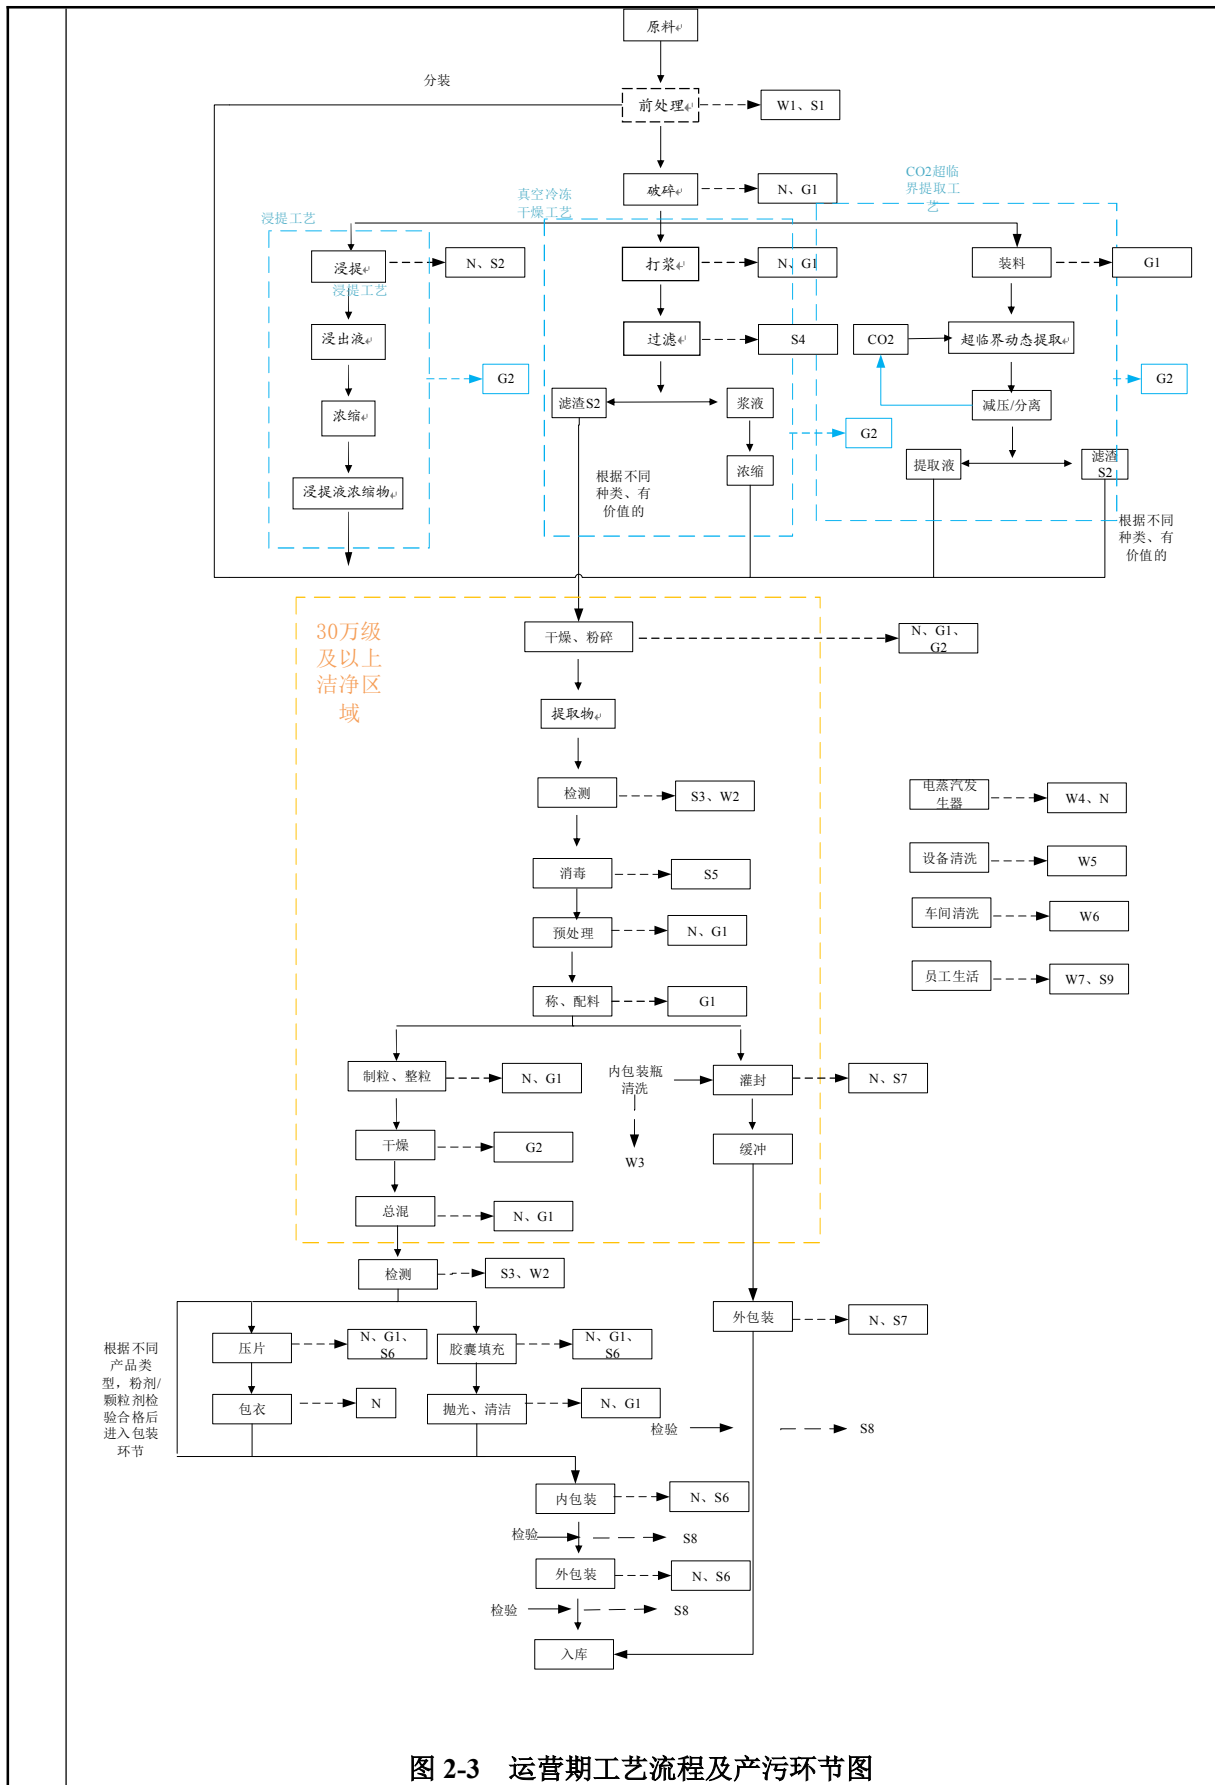 原料
分装
前处理
W1、S1
破碎
N、G1
CO2超临
界提取工
艺
真空冷冻
干燥工艺
浸提工艺
浸提
N、S2
浸提工艺
打浆
N、G1
装料
G1
浸出液
过滤
S4
CO2
超临界动态提取
G2
G2
浓缩
滤渣S2
浆液
减压/分离
G2
浸提液浓缩物
根据不同
种类、有
价值的
浓缩
提取液
滤渣
S2
根据不同
种类、有
价值的
30万级
及以上
洁净区
域
干燥、粉碎
N、G1、
G2
提取物
检测
S3、W2
电蒸汽发
生器
W4、N
消毒
S5
设备清洗
W5
预处理
N、G1
车间清洗
W6
称、配料
G1
员工生活
W7、S9
制粒、整粒
N、G1
内包装瓶
清洗
灌封
N、S7
干燥
G2
W3
缓冲
总混
N、G1
检测
S3、W2
外包装
N、S7
根据不同
产品类
型，粉剂/
颗粒剂检
验合格后
进入包装
环节
压片
N、G1、
S6
胶囊填充
N、G1、
S6
包衣
N
抛光、清洁
N、G1
检验
S8
内包装
N、S6
检验
S8
外包装
N、S6
检验
S8
入库
图 2-3 运营期工艺流程及产污环节图